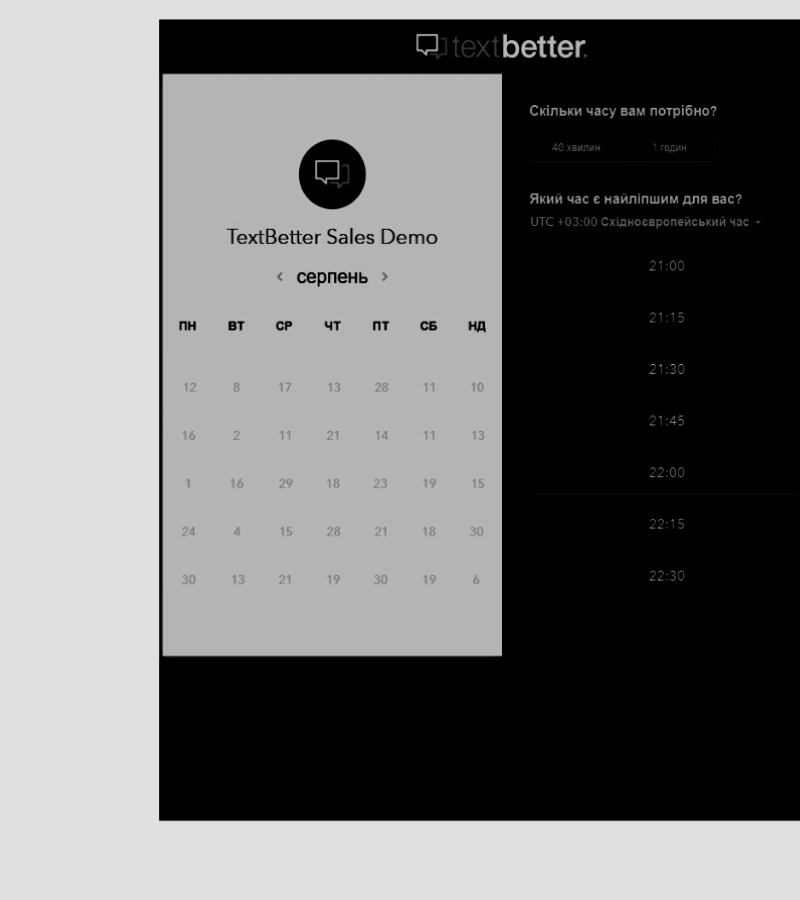 textbetter.
TextBetter Sales Demo
< серпень >
ПН ВТ СР ЧТ ПТ СБ НД
12 8 17 13 28 11 10
16 2 11 21 14 11 13
1 16 29 18 23 19 15
24 4 15 28 21 18 30
30 13 21 19 30 19 6
Скільки часу вам потрібно?
40 хвилин 1 годин
Який час є найліпшим для вас?
UTC +03:00 Східноєвропейський час
21:00
21:15
21:30
21:45
22:00
22:15
22:30